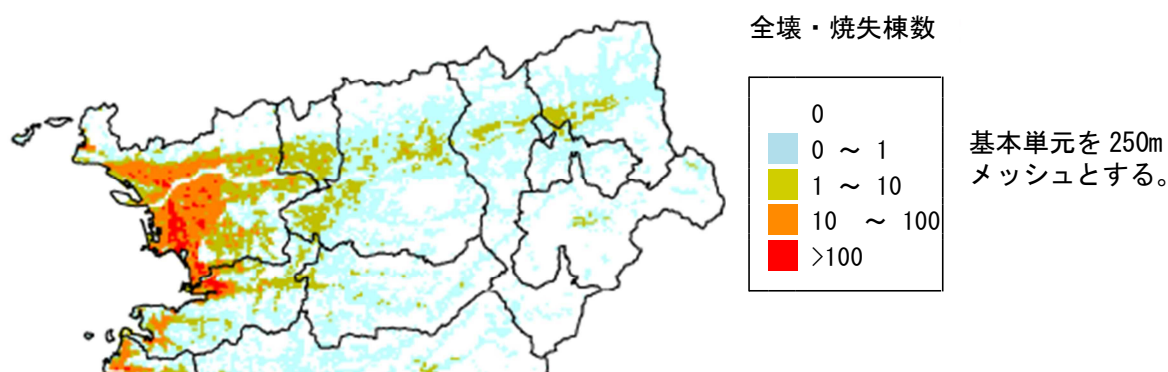 全壊・焼失棟数
0
0 ～ 1
1 ～ 10
10 ～ 100
>100
基本単元を 250m
メッシュとする。